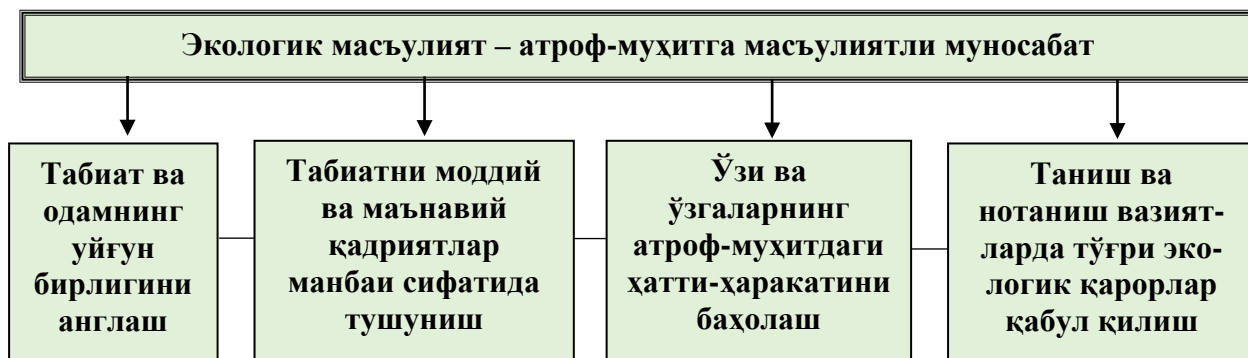 Экологик масъулият – атроф-муҳитга масъулиятли муносабат
Табиат ва
одамнинг
уйғун
бирлигини
англаш
Табиатни моддий
ва маънавий
қадриятлар
манбаи сифатида
тушуниш
Ўзи ва
ўзгаларнинг
атроф-муҳитдаги
ҳатти-ҳаракатини
баҳолаш
Таниш ва
нотаниш вазият-
ларда тўғри эко-
логик қарорлар
қабул қилиш